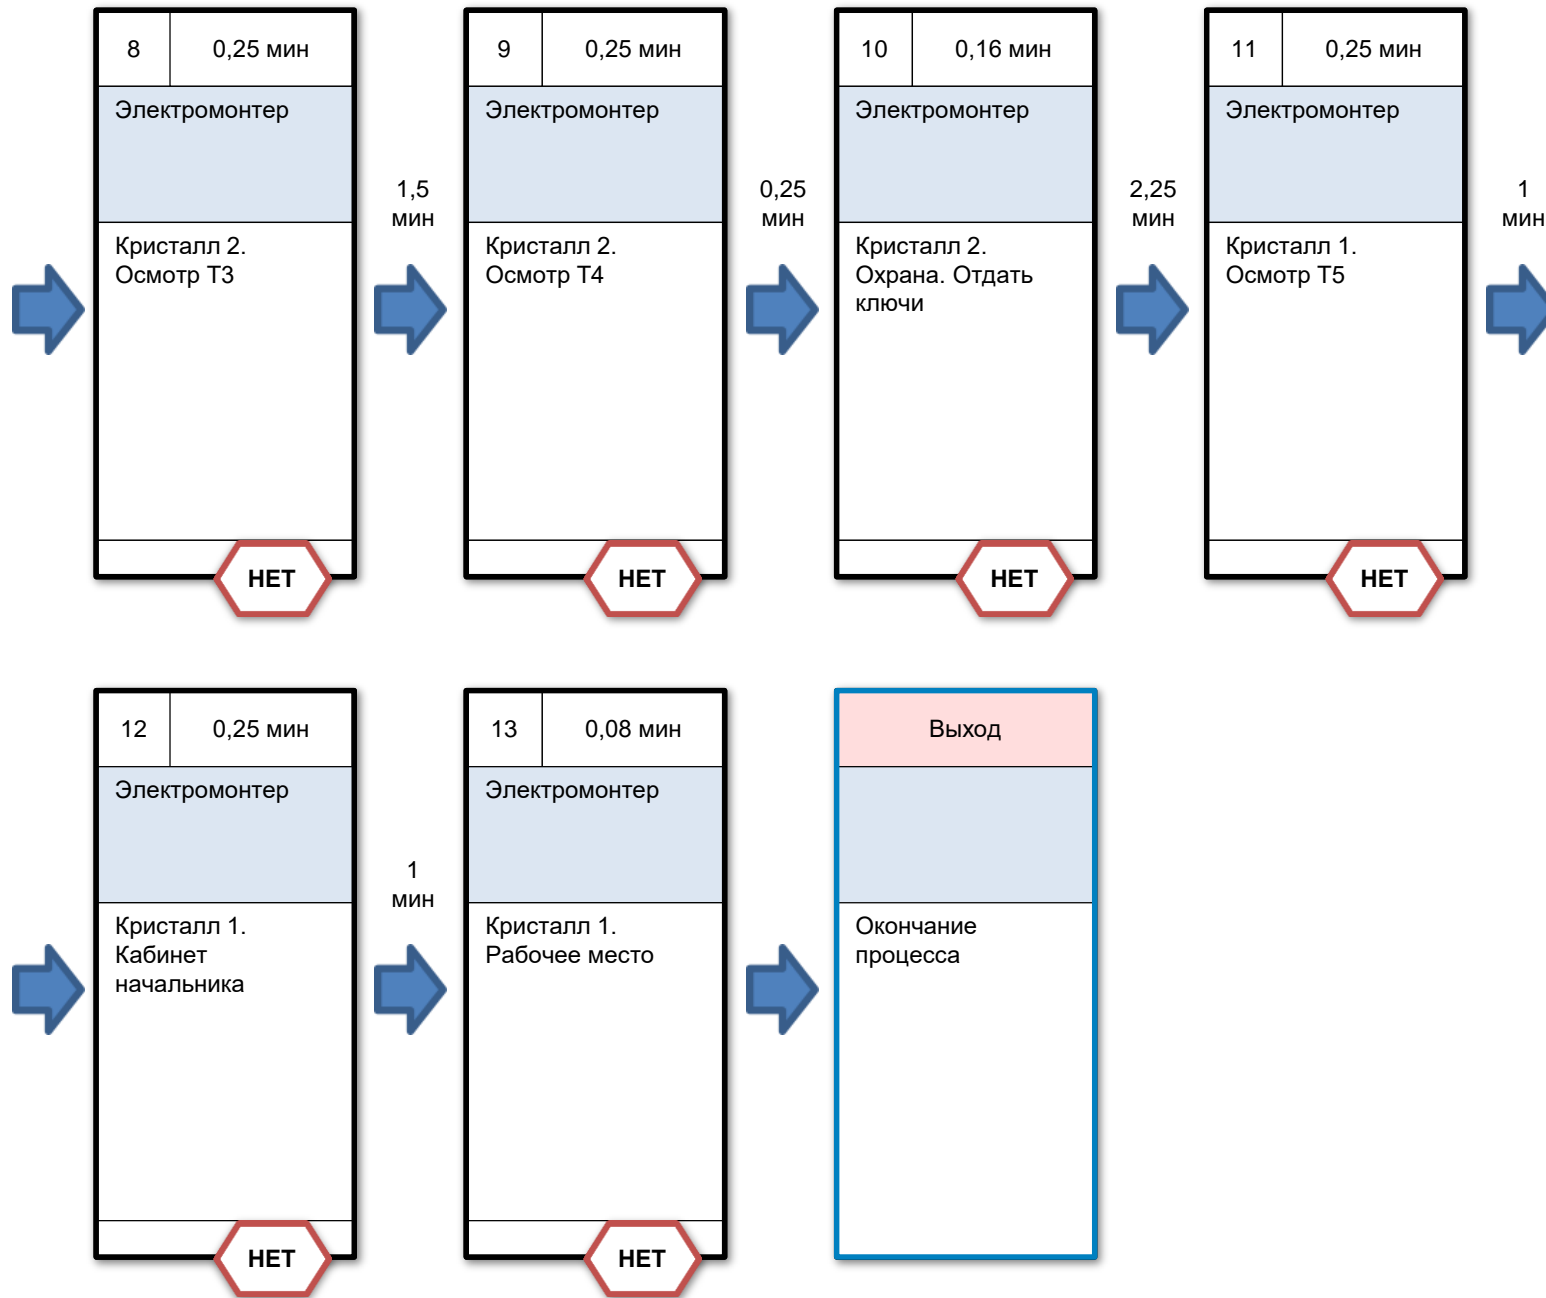 8
0,25 мин
9
0,25 мин
10
0,16 мин
11
0,25 мин
Электромонтер
Электромонтер
Электромонтер
Электромонтер
1,5
мин
0,25
мин
2,25
мин
1
мин
Кристалл 2.
Осмотр Т3
Кристалл 2.
Осмотр Т4
Кристалл 2.
Охрана. Отдать
ключи
Кристалл 1.
Осмотр Т5
НЕТ
НЕТ
НЕТ
НЕТ
12
0,25 мин
13
0,08 мин
Выход
Электромонтер
Электромонтер
1
мин
Кристалл 1.
Кабинет
начальника
Кристалл 1.
Рабочее место
Окончание
процесса
НЕТ
НЕТ